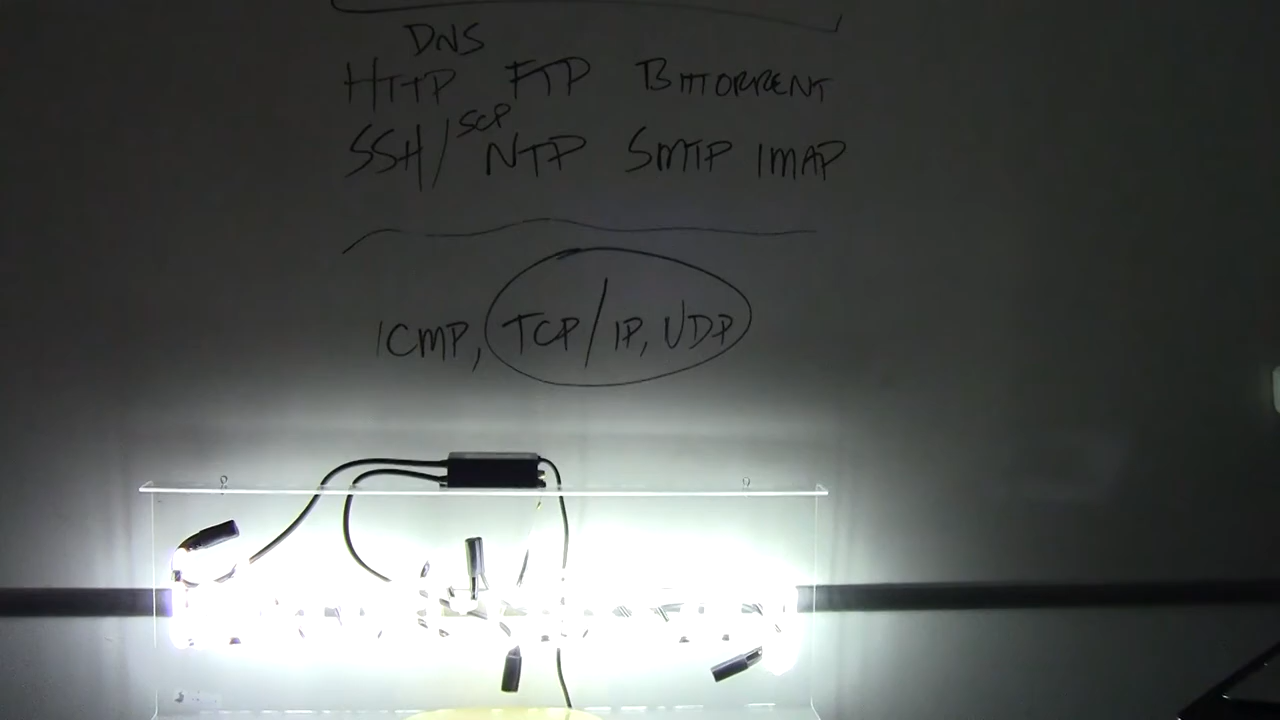 DNS
HTTP FTP BITTORRENT
SSH/SCP NTP SMTP IMAP
ICMP, TCP/IP, UDP